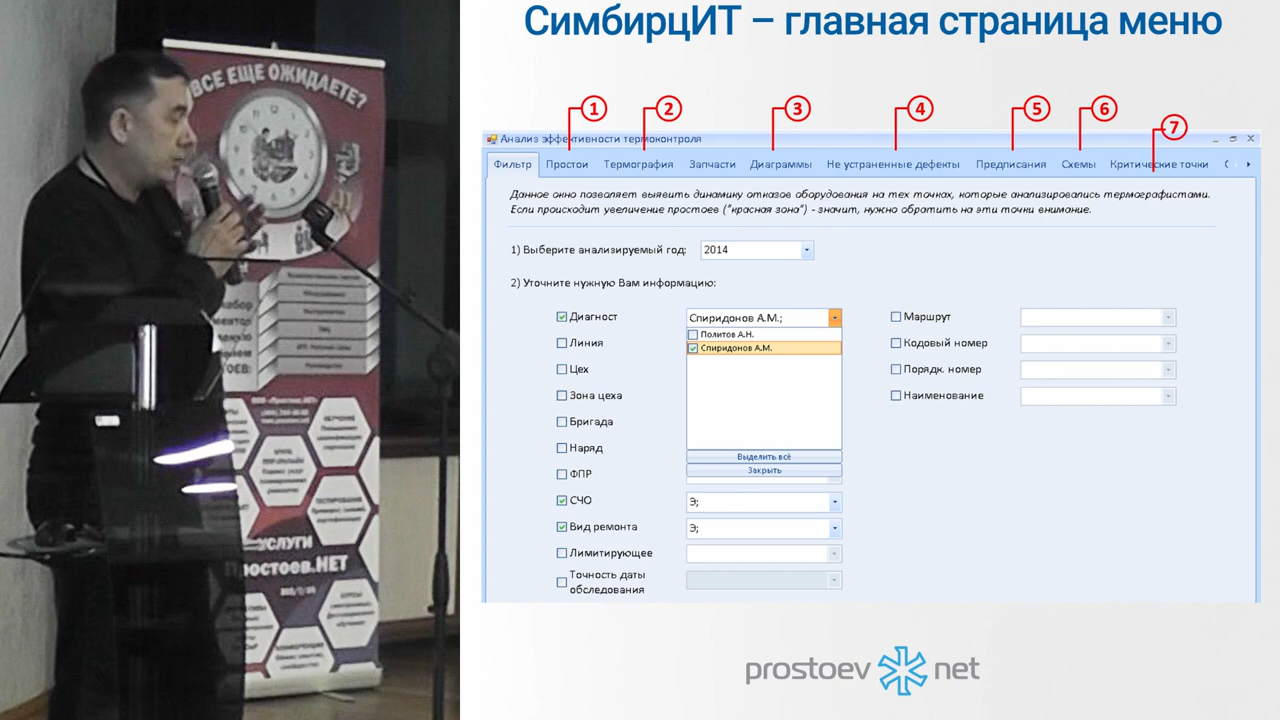 СимбирцИТ – главная страница меню
1 2 3 4 5 6 7
Анализ эффективности термоконтроля
Фильтр Простои Термография Запчасти Диаграммы Не устраненные дефекты Предписания Схемы Критические точки
Данное окно позволяет выявить динамику отказов оборудования на тех точках, которые анализировались термографистами.
Если происходит увеличение простоев ("красная зона") - значит, нужно обратить на эти точки внимание.
1) Выберите анализируемый год: 2014
2) Уточните нужную Вам информацию:
Диагност Спиридонов А.М.;
Политов А.Н.
Спиридонов А.М.
Выделить всё
Закрыть
Линия
Цех
Зона цеха
Бригада
Наряд
ФПР
СЧО Э;
Вид ремонта Э;
Лимитирующее
Точность даты
обследования
Маршрут
Кодовый номер
Порядк. номер
Наименование
prostoev net
ВСЕ ЕЩЕ ОЖИДАЕТЕ?
УСЛУГИ
Простоев.НЕТ